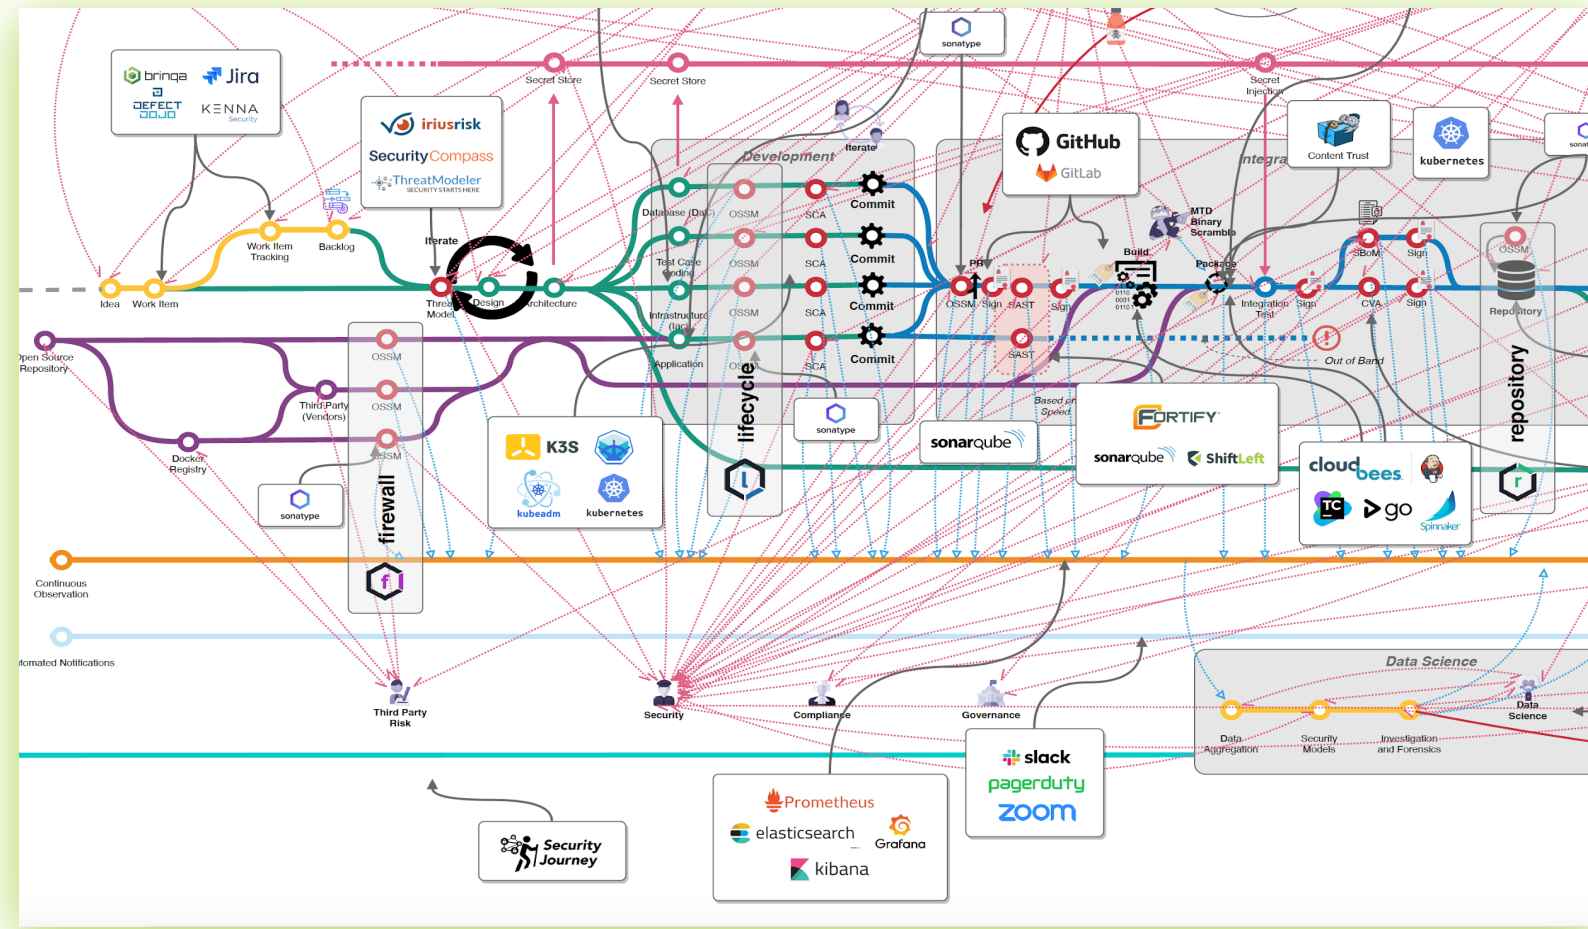 sonatype
brinqa
Jira
DEFECT
DOJO
KENNA
Security
Secret Store
Secret Store
Secret
Injection
iriusrisk
SecurityCompass
ThreatModeler
SECURITY STARTS HERE
Iterate
Development
GitHub
GitLab
Content Trust
kubernetes
Work Item
Tracking
Backlog
Iterate
Idea
Work Item
Threat
Model
Design
Architecture
OSSM
SCA
Commit
Test Case
OSSM
SCA
Commit
Infrastructure
(Iac)
OSSM
SCA
Commit
Application
OSSM
SCA
Commit
PR
OSSM
Sign
SAST
Sign
SAST
Build
MTD
Binary
Scramble
Package
Integration
Test
Sign
SBoM
Sign
CVA
Sign
OSSM
Repository
Out of Band
Based on
Speed
Open Source
Repository
Third-Party
(Vendors)
Docker
Registry
OSSM
OSSM
OSSM
sonatype
firewall
K3S
kubeadm
kubernetes
lifecycle
sonatype
sonarqube
FORTIFY
sonarqube
ShiftLeft
cloudbees
TC
go
Spinnaker
repository
Continuous
Observation
tomated Notifications
Third Party
Risk
Security
Compliance
Governance
Data Science
Data
Aggregation
Security
Models
Investigation
and Forensics
Data
Science
slack
pagerduty
zoom
Prometheus
elasticsearch
Grafana
kibana
Security
Journey